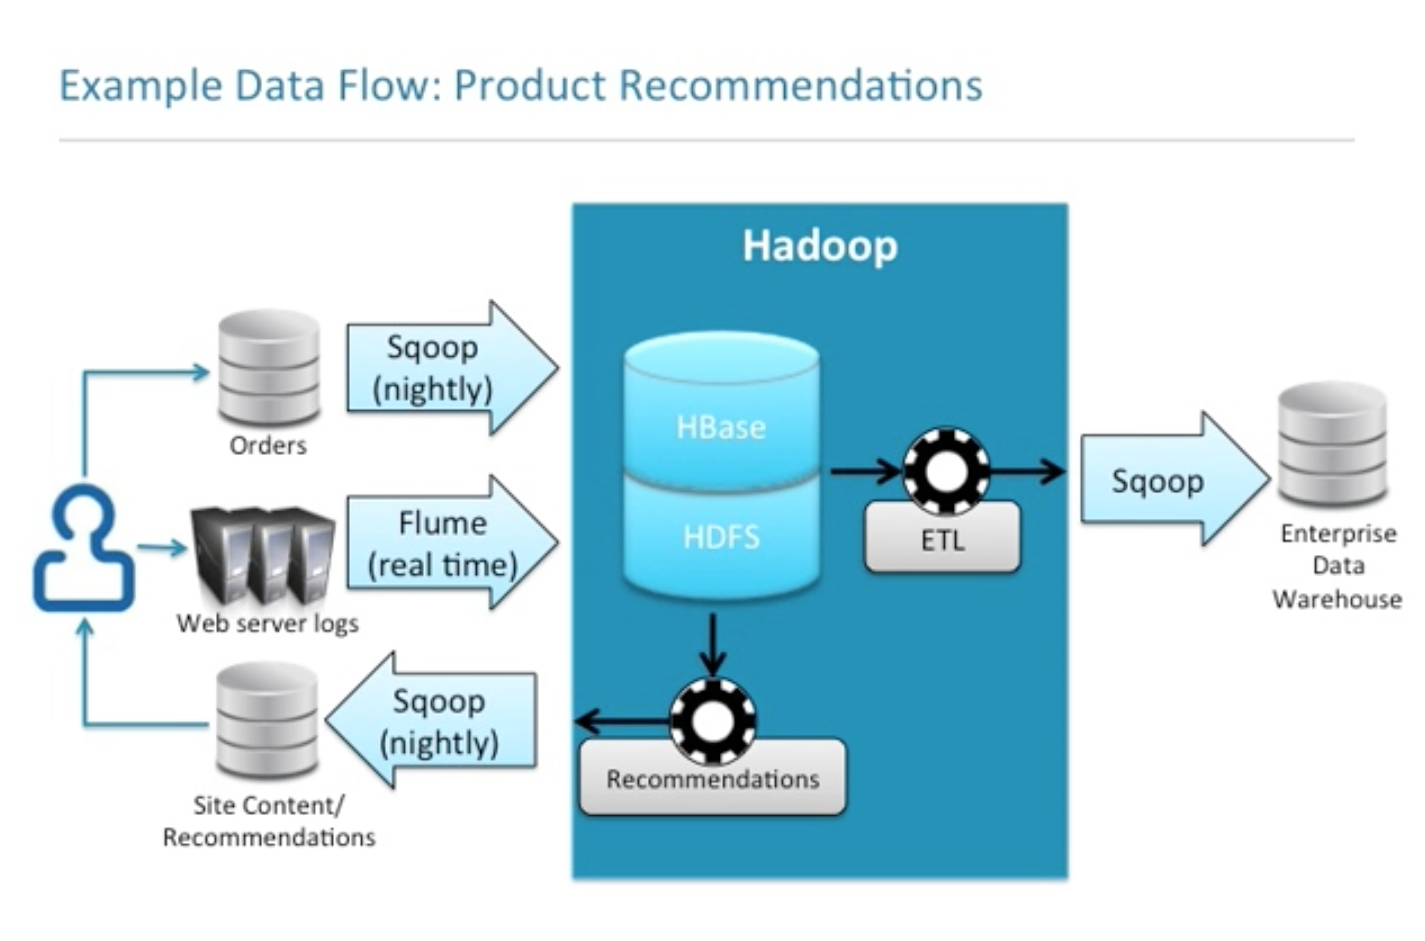 Example Data Flow: Product Recommendations
Hadoop
Sqoop
(nightly)
Orders
HBase
HDFS
ETL
Sqoop
Enterprise
Data
Warehouse
Flume
(real time)
Web server logs
Sqoop
(nightly)
Recommendations
Site Content/
Recommendations